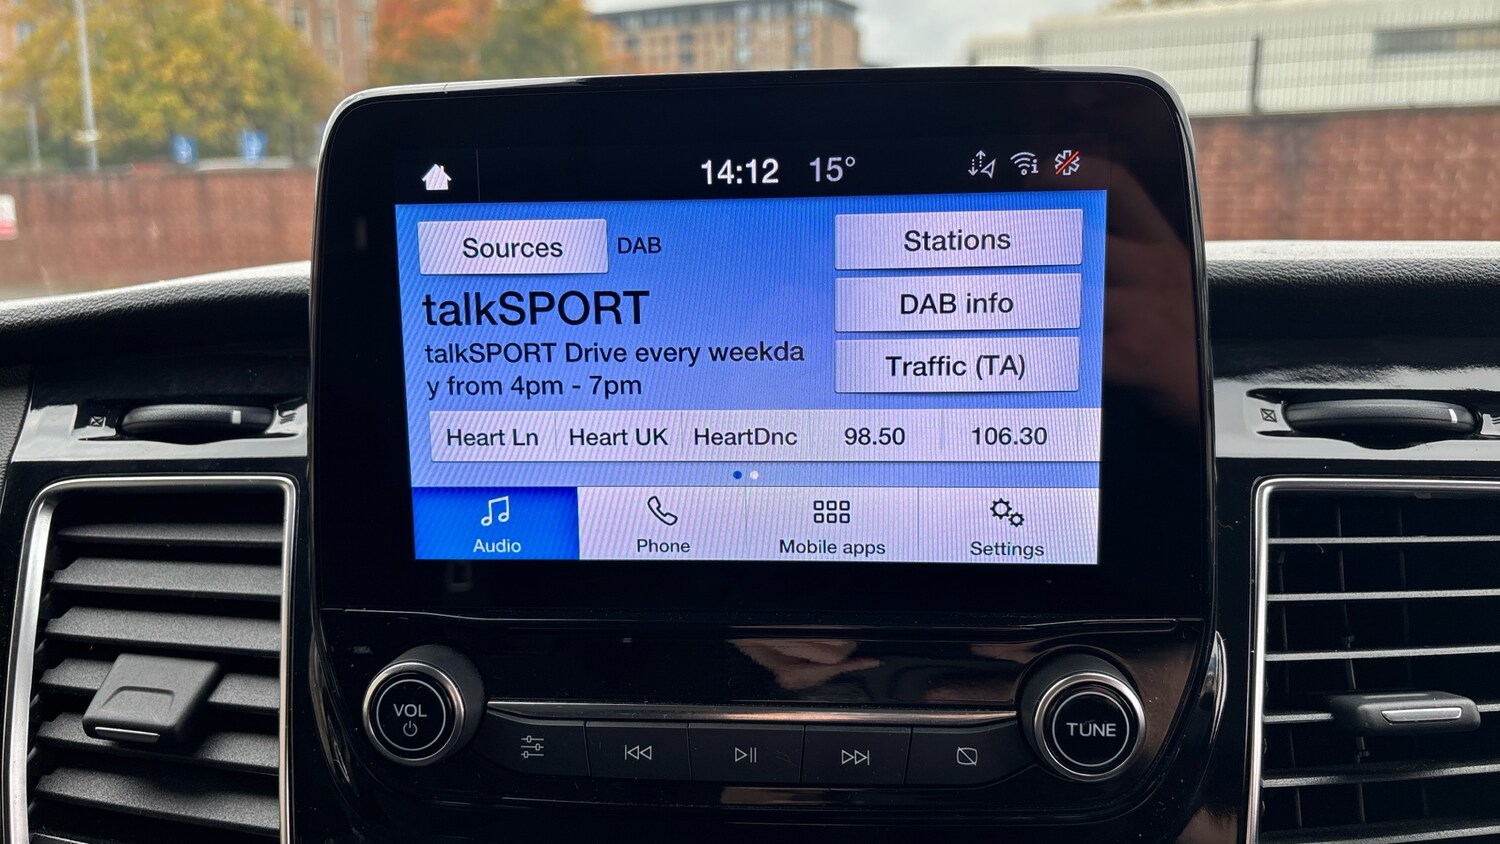 14:12 15°
Sources DAB
Stations
talkSPORT
DAB info
talkSPORT Drive every weekda
y from 4pm - 7pm
Traffic (TA)
Heart Ln Heart UK HeartDnc 98.50 106.30
Audio Phone Mobile apps Settings
VOL
TUNE